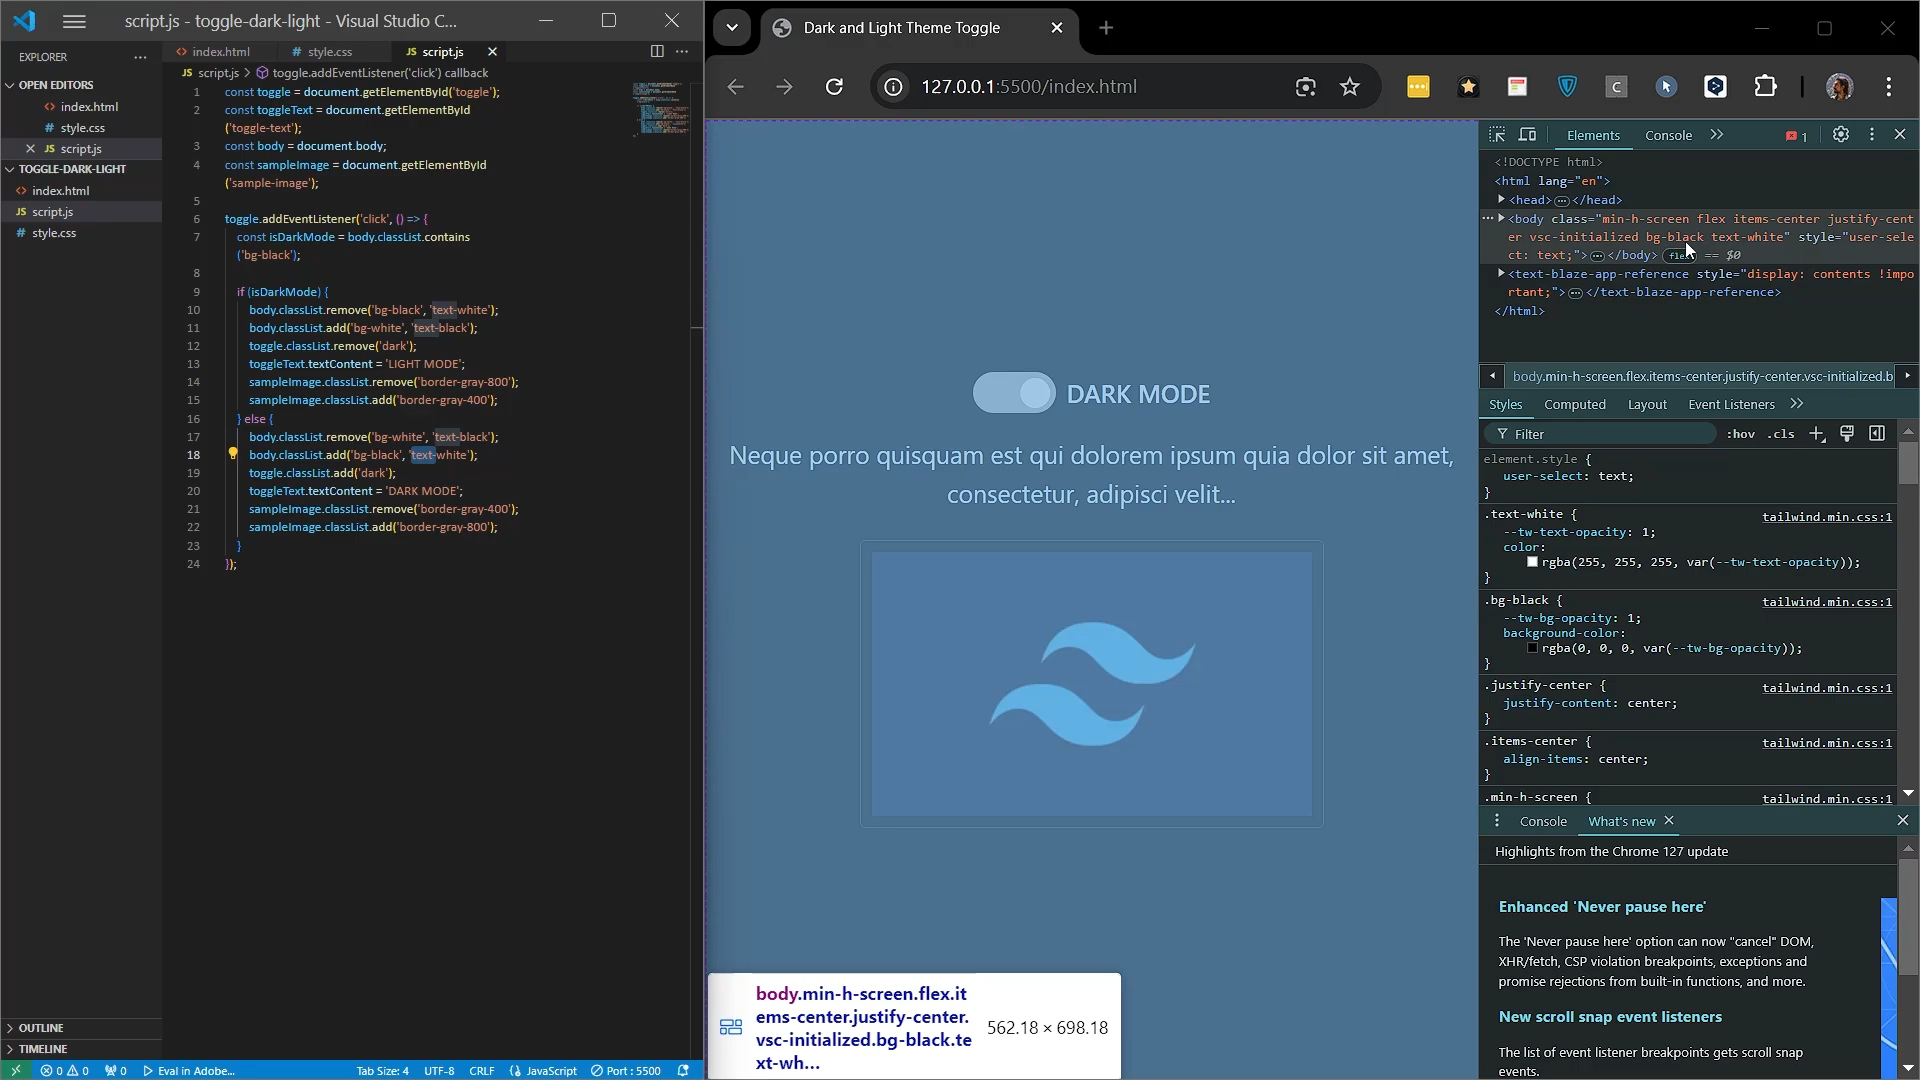 script.js - toggle-dark-light - Visual Studio C...
EXPLORER
OPEN EDITORS
index.html
style.css
script.js
TOGGLE-DARK-LIGHT
index.html
JS script.js
# style.css
OUTLINE
TIMELINE
index.html
# style.css
JS script.js
JS script.js > toggle.addEventListener('click') callback
1 const toggle = document.getElementById('toggle');
2 const toggleText = document.getElementById
('toggle-text');
3 const body = document.body;
4 const sampleImage = document.getElementById
('sample-image');
5
6 toggle.addEventListener('click', () => {
7 const isDarkMode = body.classList.contains
('bg-black');
8
9 if (isDarkMode) {
10 body.classList.remove('bg-black', 'text-white');
11 body.classList.add('bg-white', 'text-black');
12 toggle.classList.remove('dark');
13 toggleText.textContent = 'LIGHT MODE';
14 sampleImage.classList.remove('border-gray-800');
15 sampleImage.classList.add('border-gray-400');
16 } else {
17 body.classList.remove('bg-white', 'text-black');
18 body.classList.add('bg-black', 'text-white');
19 toggle.classList.add('dark');
20 toggleText.textContent = 'DARK MODE';
21 sampleImage.classList.remove('border-gray-400');
22 sampleImage.classList.add('border-gray-800');
23 }
24 });
0 0 0 Eval in Adobe... Tab Size: 4 UTF-8 CRLF {} JavaScript Port : 5500
Dark and Light Theme Toggle
127.0.0.1:5500/index.html
DARK MODE
Neque porro quisquam est qui dolorem ipsum quia dolor sit amet,
consectetur, adipisci velit...
body.min-h-screen.flex.it
ems-center.justify-center.
vsc-initialized.bg-black.te
xt-wh...
562.18 × 698.18
Elements Console >> 1
<!DOCTYPE html>
<html lang="en">
<head>…</head>
<body class="min-h-screen flex items-center justify-cent
er vsc-initialized bg-black text-white" style="user-sele
ct: text;">…</body> == $0
<text-blaze-app-reference style="display: contents !impo
rtant;">…</text-blaze-app-reference>
</html>
body.min-h-screen.flex.items-center.justify-center.vsc-initialized.b
Styles Computed Layout Event Listeners >>
Filter :hov .cls
element.style {
user-select: text;
}
.text-white { tailwind.min.css:1
--tw-text-opacity: 1;
color:
rgba(255, 255, 255, var(--tw-text-opacity));
}
.bg-black { tailwind.min.css:1
--tw-bg-opacity: 1;
background-color:
rgba(0, 0, 0, var(--tw-bg-opacity));
}
.justify-center { tailwind.min.css:1
justify-content: center;
}
.items-center { tailwind.min.css:1
align-items: center;
}
.min-h-screen { tailwind.min.css:1
Console What's new
Highlights from the Chrome 127 update
Enhanced 'Never pause here'
The 'Never pause here' option can now "cancel" DOM,
XHR/fetch, CSP violation breakpoints, exceptions and
promise rejections from built-in functions, and more.
New scroll snap event listeners
The list of event listener breakpoints gets scroll snap
events.